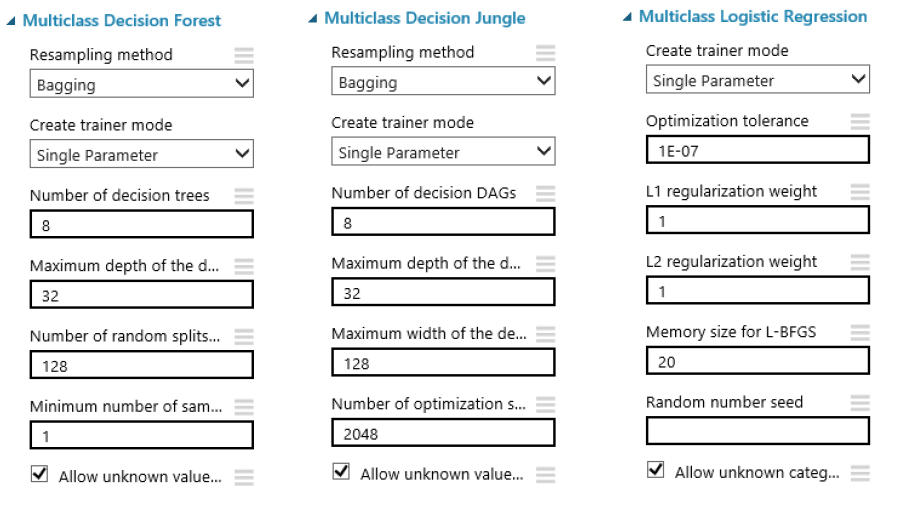 Multiclass Decision Forest
Resampling method
Bagging
Create trainer mode
Single Parameter
Number of decision trees
8
Maximum depth of the d...
32
Number of random splits...
128
Minimum number of sam...
1
Allow unknown value...
Multiclass Decision Jungle
Resampling method
Bagging
Create trainer mode
Single Parameter
Number of decision DAGs
8
Maximum depth of the d...
32
Maximum width of the de...
128
Number of optimization s...
2048
Allow unknown value...
Multiclass Logistic Regression
Create trainer mode
Single Parameter
Optimization tolerance
1E-07
L1 regularization weight
1
L2 regularization weight
1
Memory size for L-BFGS
20
Random number seed
Allow unknown categ...